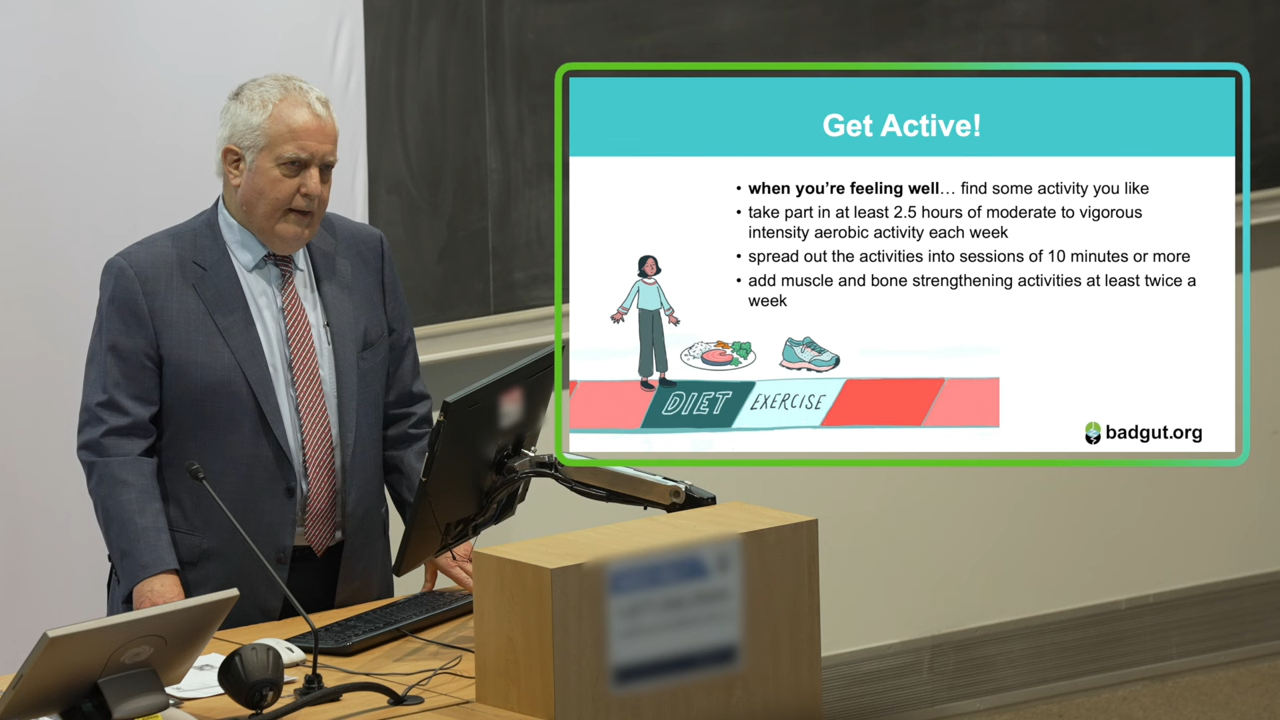 Get Active!
• when you’re feeling well… find some activity you like
• take part in at least 2.5 hours of moderate to vigorous
intensity aerobic activity each week
• spread out the activities into sessions of 10 minutes or more
• add muscle and bone strengthening activities at least twice a
week
DIET EXERCISE
badgut.org